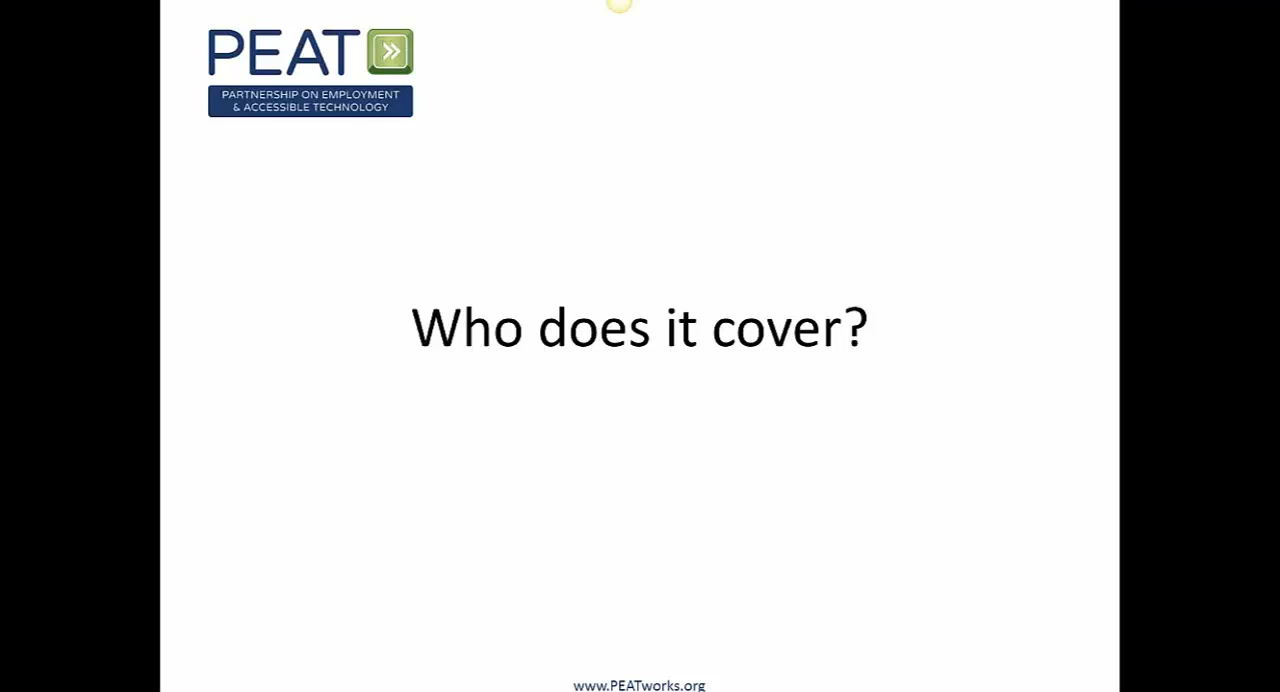 PEAT
PARTNERSHIP ON EMPLOYMENT
& ACCESSIBLE TECHNOLOGY
Who does it cover?
www.PEATworks.org